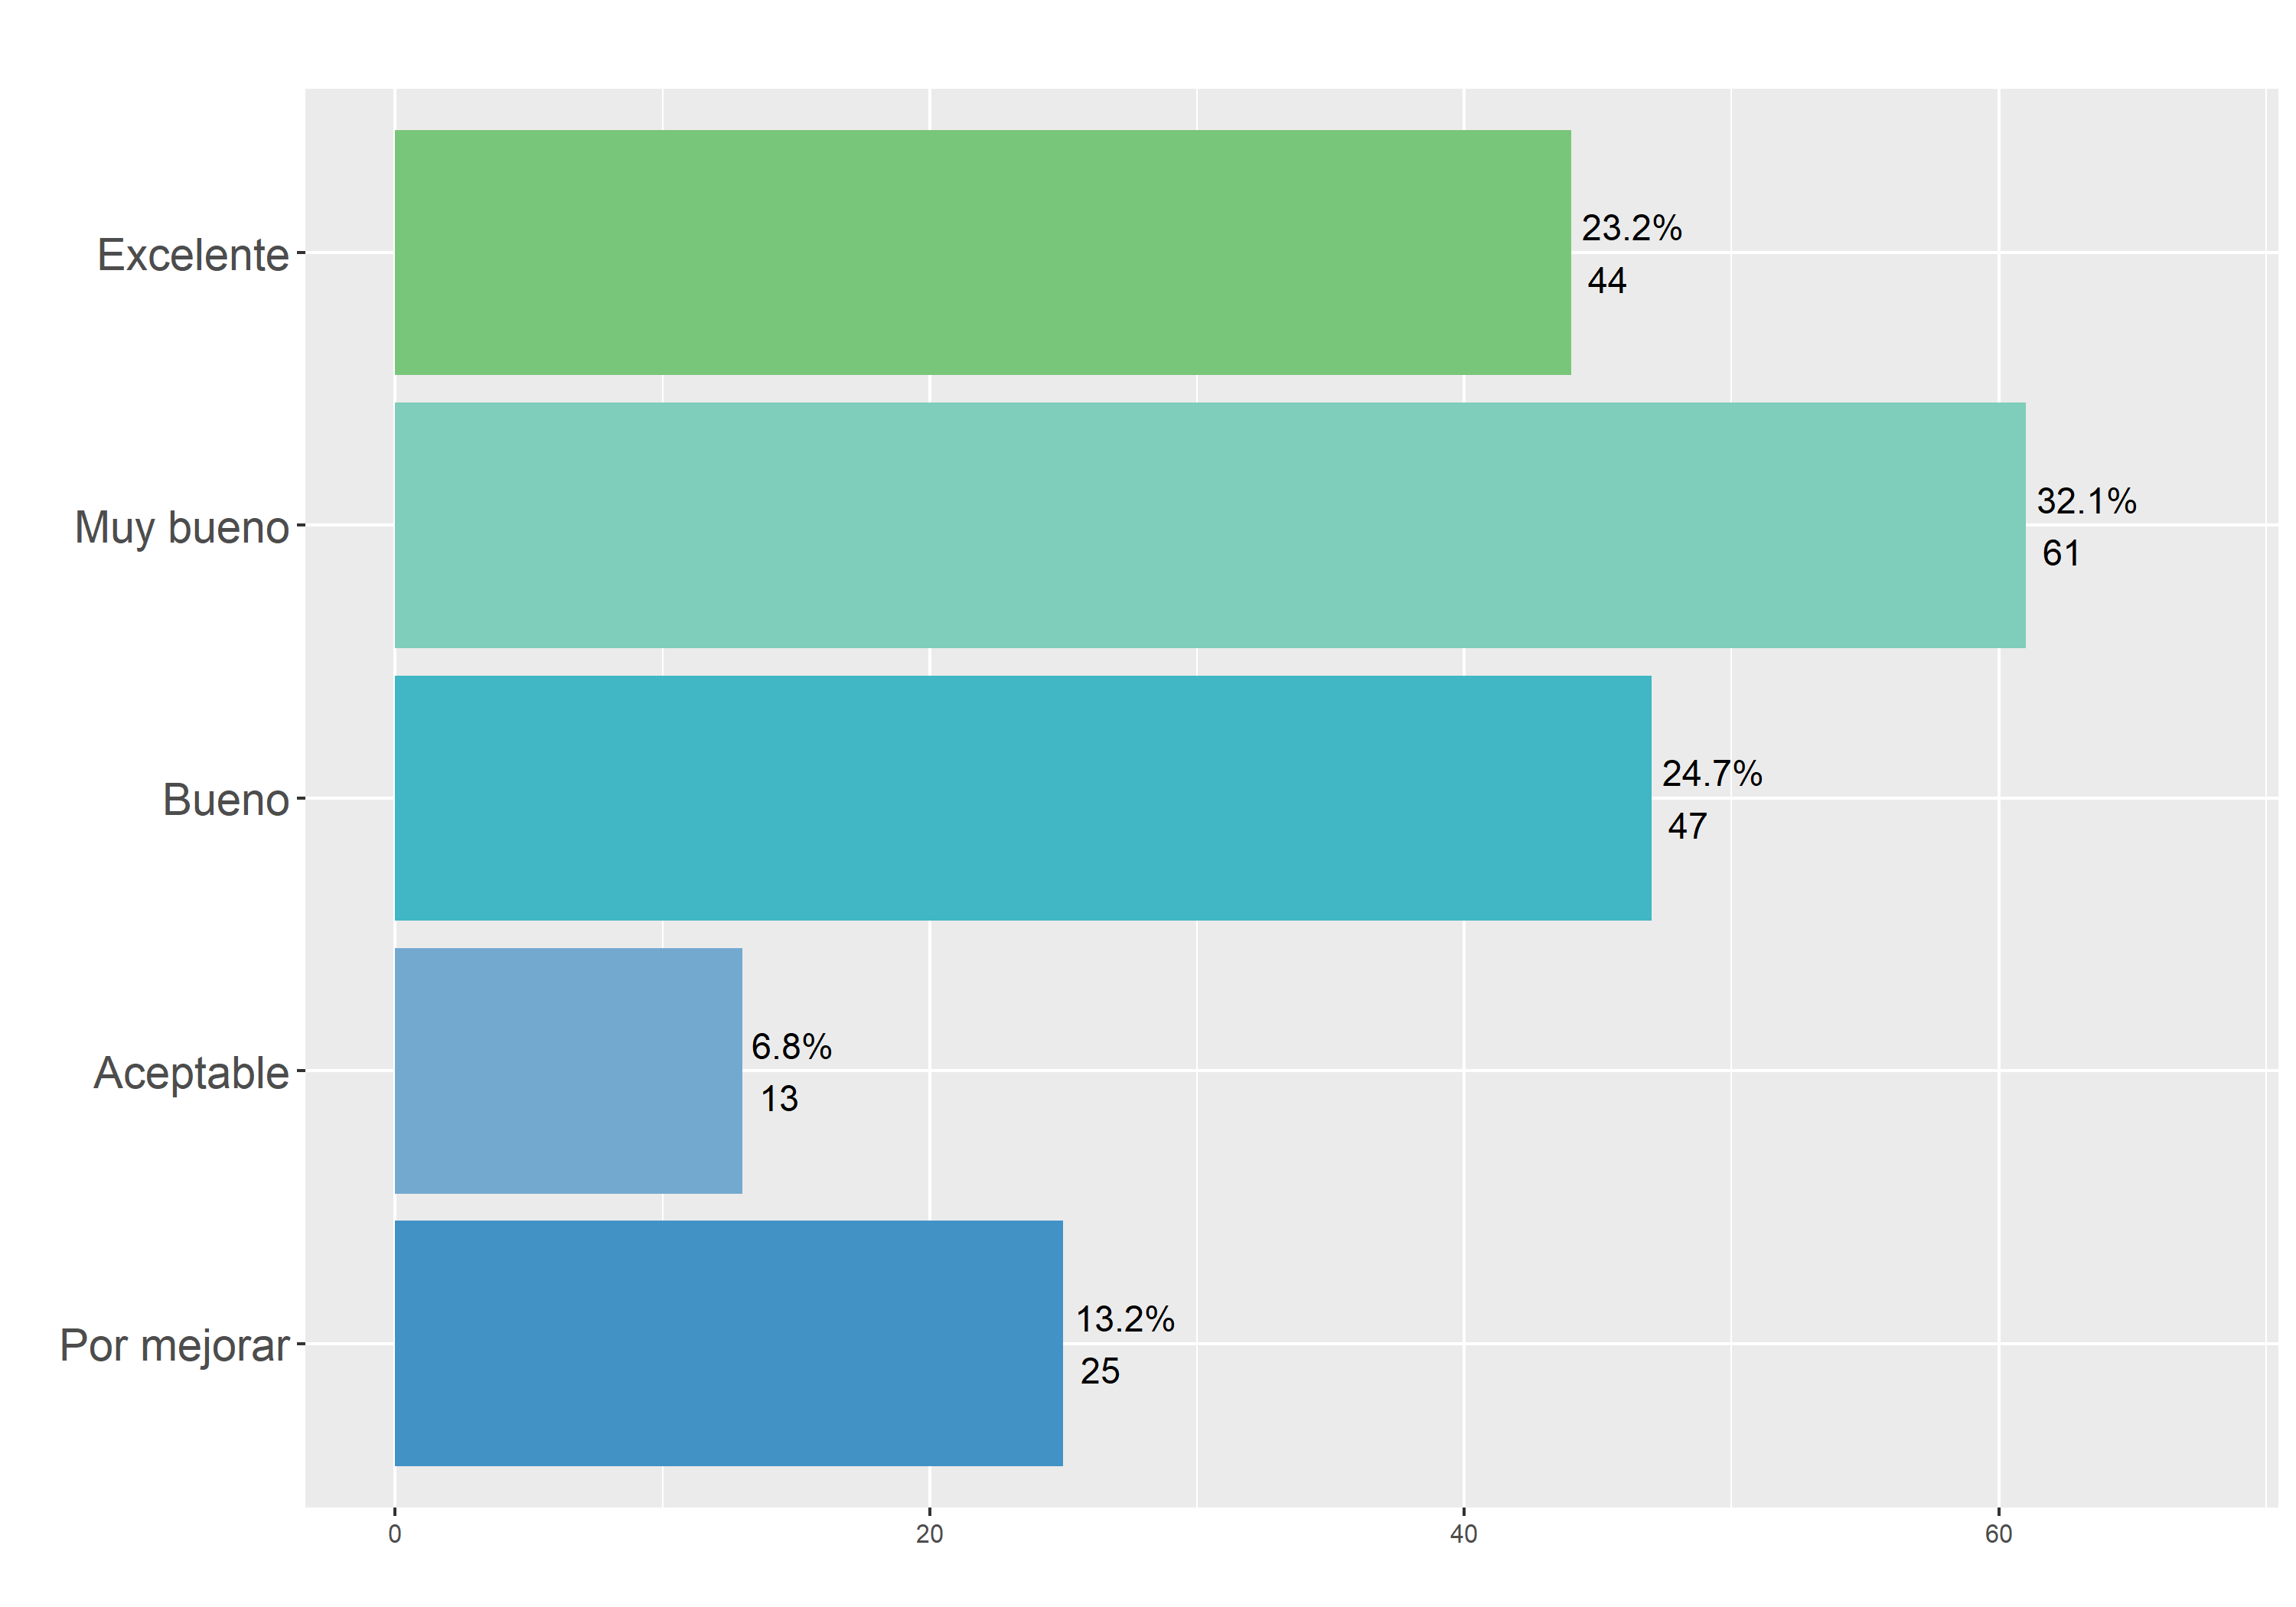 Excelente
23.2%
44
Muy bueno
32.1%
61
Bueno
24.7%
47
Aceptable
6.8%
13
Por mejorar
13.2%
25
0 20 40 60